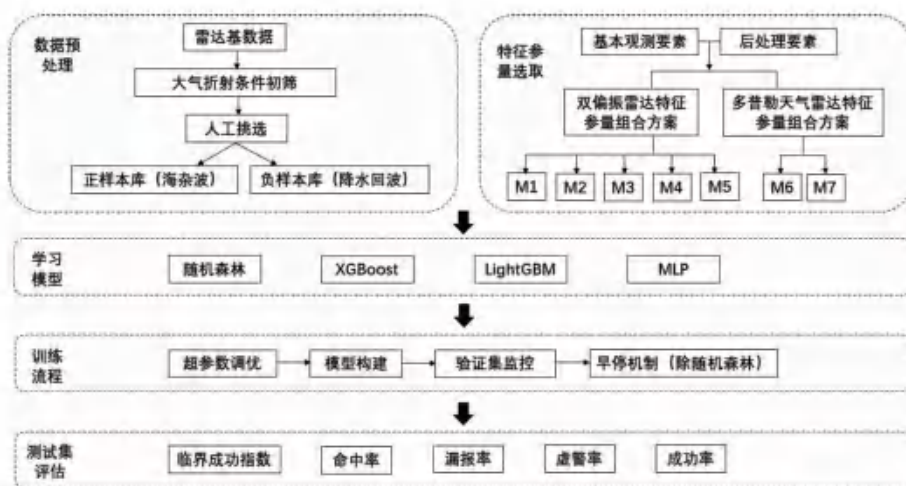 数据预
处理
雷达基数据
大气折射条件初筛
人工挑选
正样本库（海杂波）
负样本库（降水回波）
特征参
量选取
基本观测要素
后处理要素
双偏振雷达特征
参量组合方案
多普勒天气雷达特征
参量组合方案
M1
M2
M3
M4
M5
M6
M7
学习
模型
随机森林
XGBoost
LightGBM
MLP
训练
流程
超参数调优
模型构建
验证集监控
早停机制（除随机森林）
测试集
评估
临界成功指数
命中率
漏报率
虚警率
成功率